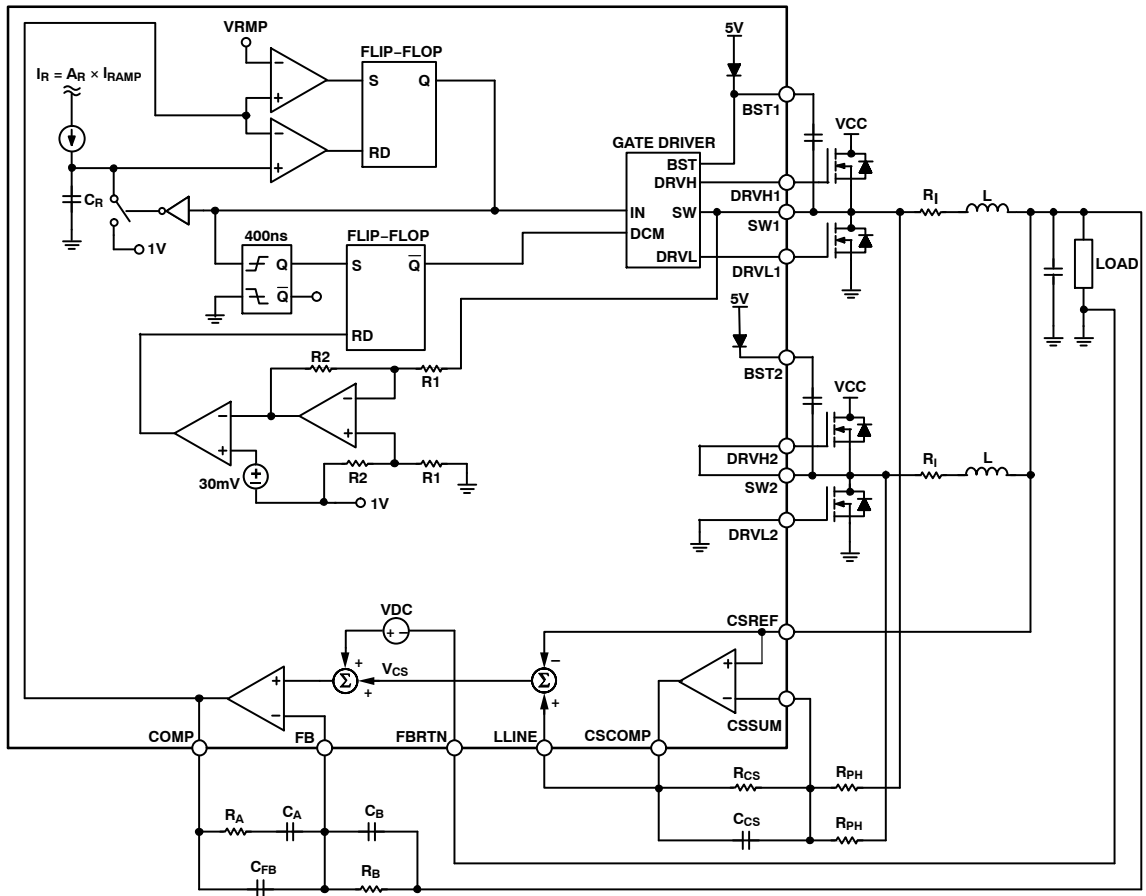 VRMP
5V
FLIP–FLOP
I_R = A_R × I_RAMP
S
Q
BST1
VCC
GATE DRIVER
BST
RD
DRVH
DRVH1
R_I
L
C_R
IN
SW
SW1
1V
400ns
FLIP–FLOP
DCM
DRVL
DRVL1
LOAD
Q
S
Q̅
Q̅
5V
RD
R2
R1
BST2
VCC
DRVH2
R_I
L
30mV
R2
R1
SW2
1V
DRVL2
VDC
CSREF
+ −
+
V_CS
+
Σ
Σ
−
+
+
−
+
−
CSSUM
COMP
FB
FBRTN
LLINE
CSCOMP
R_CS
R_PH
R_A
C_A
C_B
C_CS
R_PH
C_FB
R_B